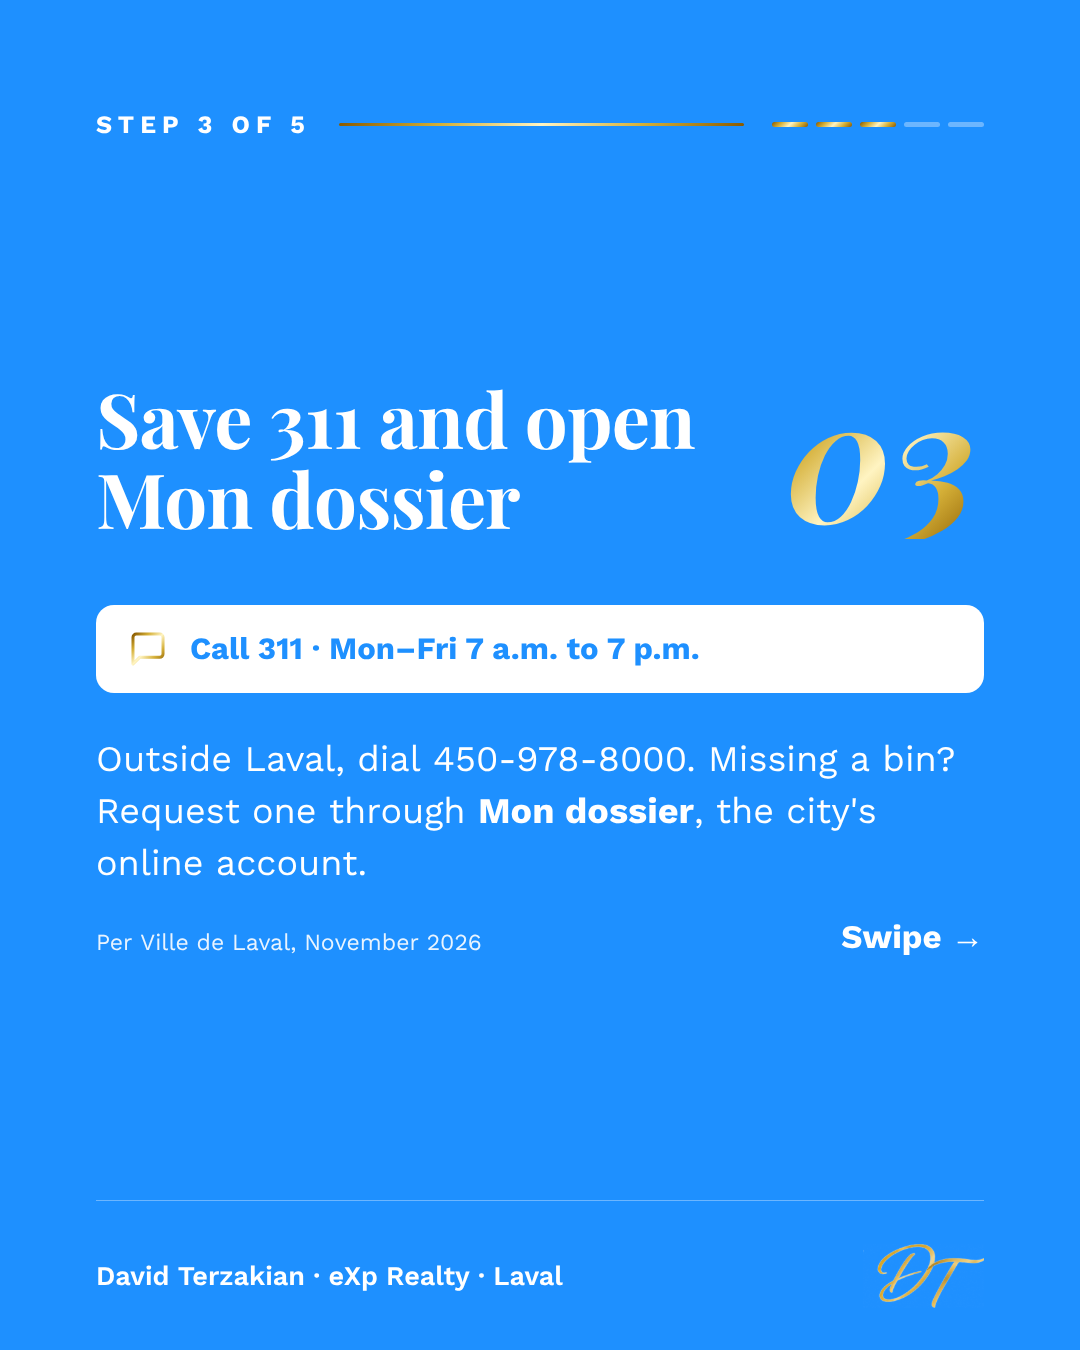 STEP 3 OF 5
Save 311 and open
Mon dossier
03
Call 311 · Mon–Fri 7 a.m. to 7 p.m.
Outside Laval, dial 450-978-8000. Missing a bin?
Request one through Mon dossier, the city's
online account.
Per Ville de Laval, November 2026
Swipe →
David Terzakian · eXp Realty · Laval
DT